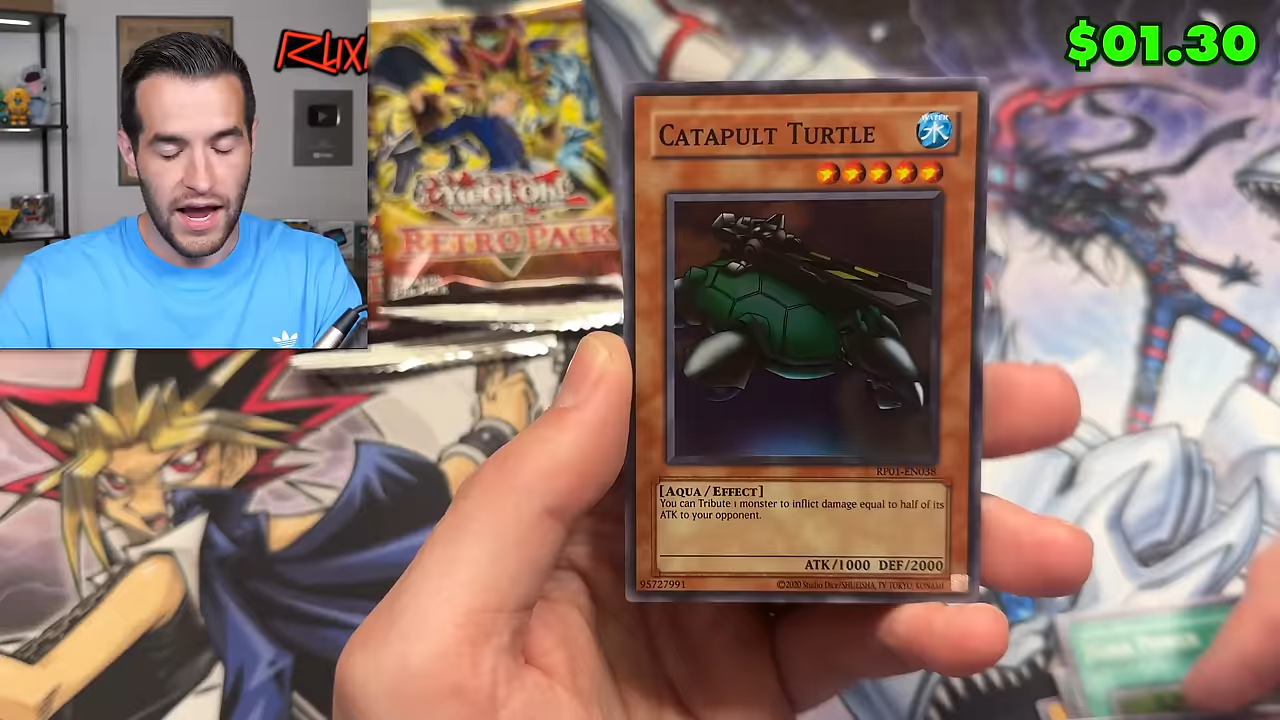 $01.30
Yu-Gi-Oh!
RETRO PACK
CATAPULT TURTLE
WATER
水
RP01-EN038
[AQUA/EFFECT]
You can Tribute 1 monster to inflict damage equal to half of its
ATK to your opponent.
ATK/1000 DEF/2000
95727991
©2020 Studio Dice/SHUEISHA, TV TOKYO, KONAMI